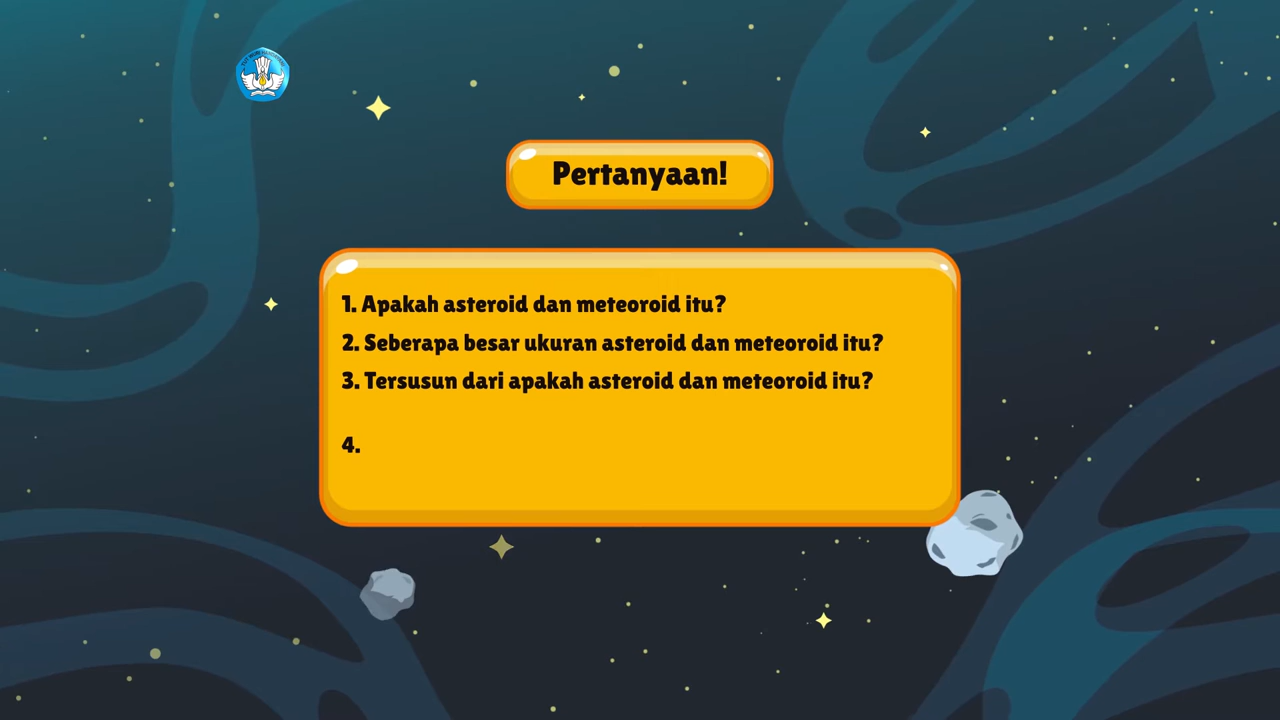 Pertanyaan!
1. Apakah asteroid dan meteoroid itu?
2. Seberapa besar ukuran asteroid dan meteoroid itu?
3. Tersusun dari apakah asteroid dan meteoroid itu?
4.